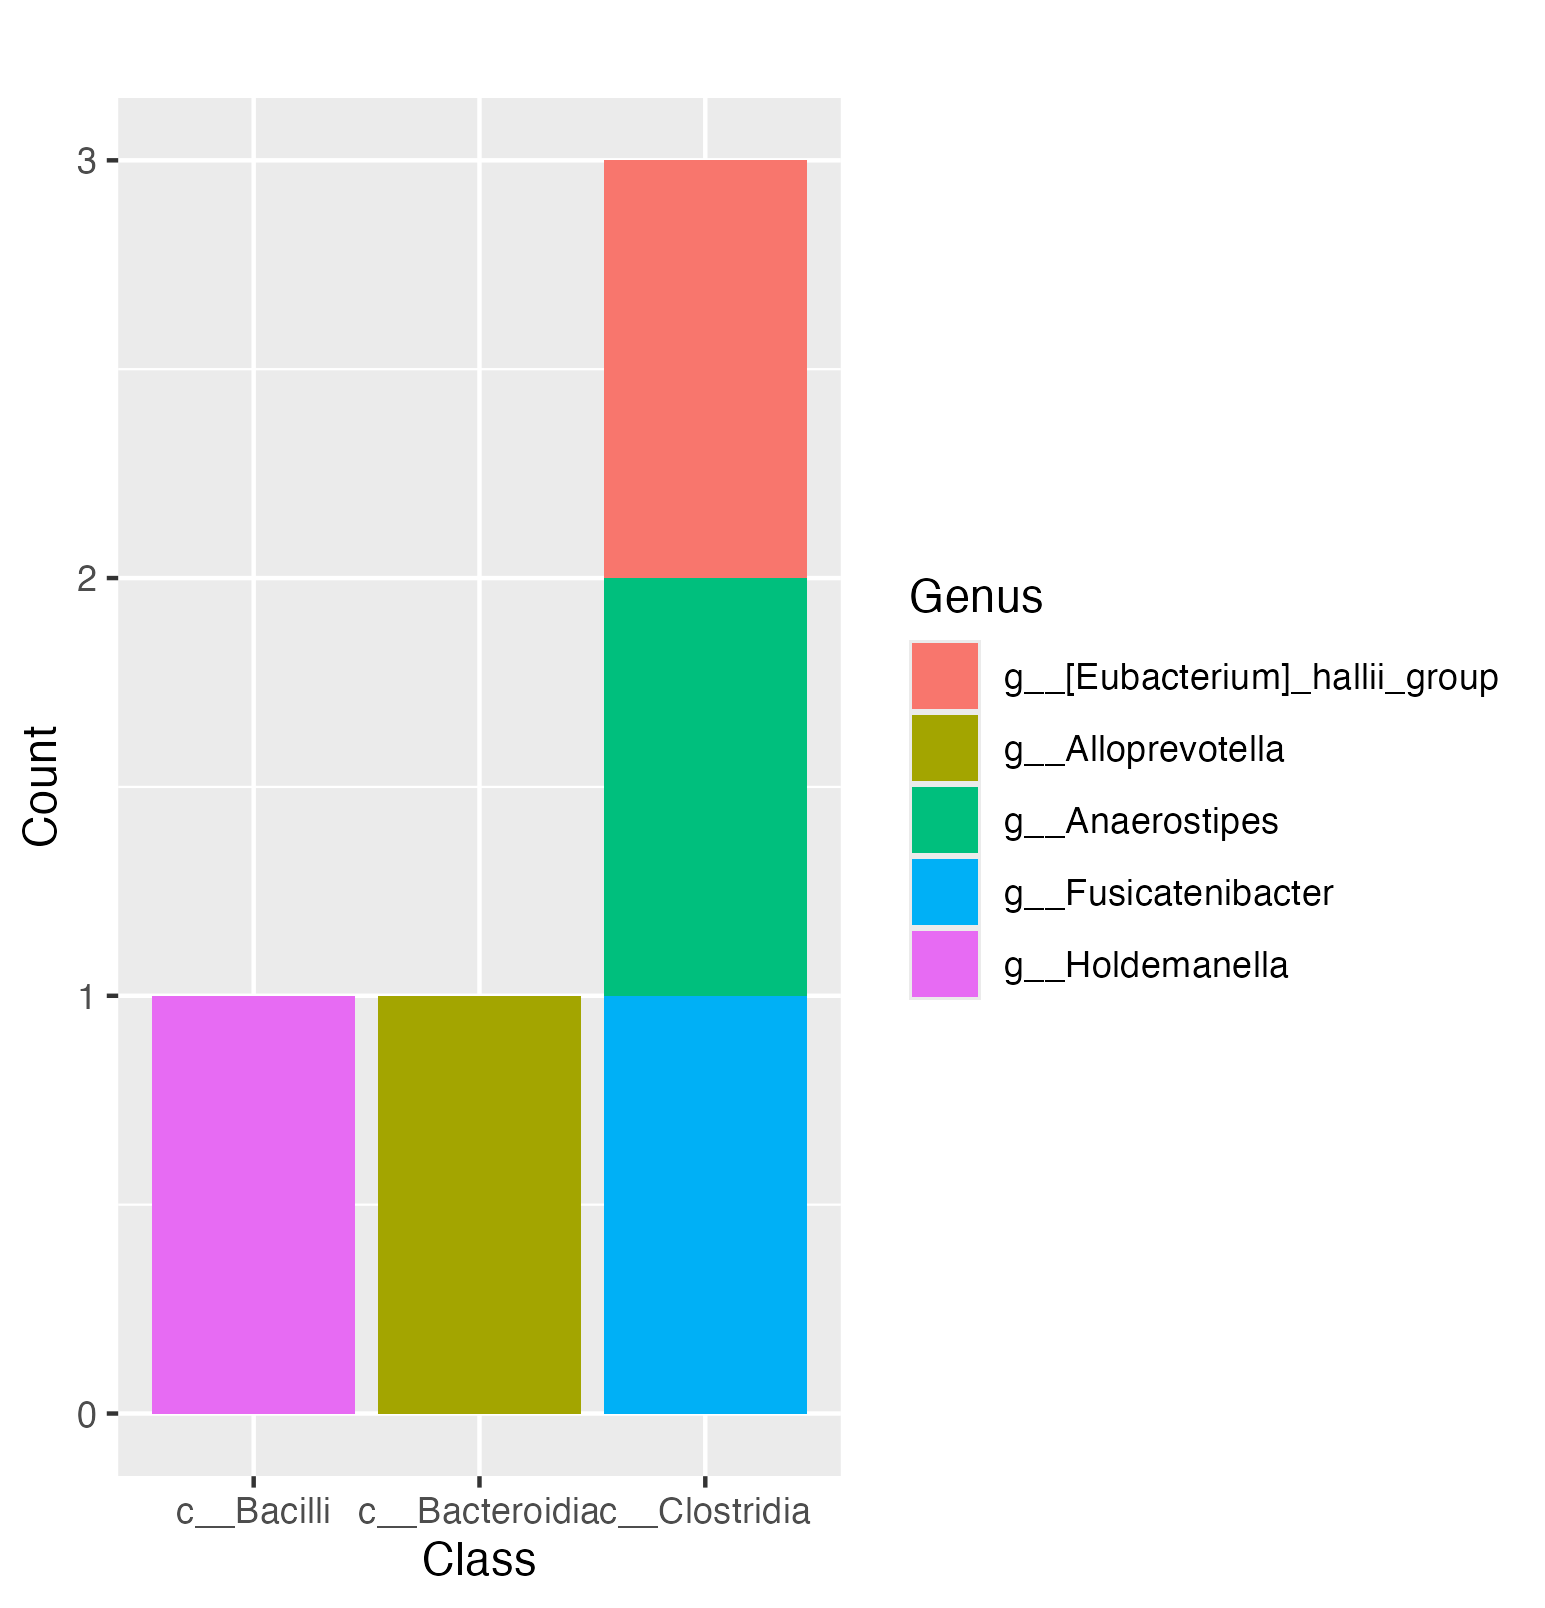 3
2
1
0
Count
c__Bacilli
c__Bacteroidia
c__Clostridia
Class
Genus
g__[Eubacterium]_hallii_group
g__Alloprevotella
g__Anaerostipes
g__Fusicatenibacter
g__Holdemanella